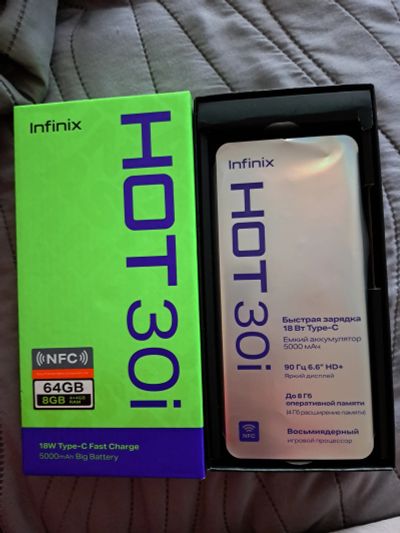 Infinix
HOT 30i
NFC
64GB
8GB
RAM
18W Type-C Fast Charge
5000mAh Big Battery
Infinix
HOT 30i
Быстрая зарядка
18 Вт Type-C
Емкий аккумулятор
5000 мАч
90 Гц 6.6" HD+
Яркий дисплей
До 8 Гб
оперативной памяти
(4 Гб расширение памяти)
Восьмиядерный
игровой процессор
NFC